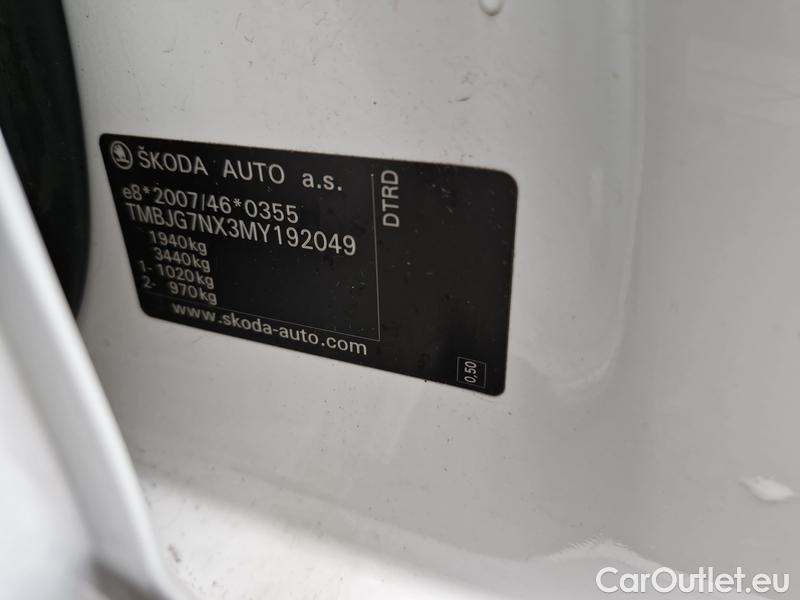 ŠKODA AUTO a.s.
e8*2007/46*0355
TMBJG7NX3MY192049
1940kg
3440kg
1- 1020kg
2- 970kg
www.skoda-auto.com
DTRD
0,50
CarOutlet.eu